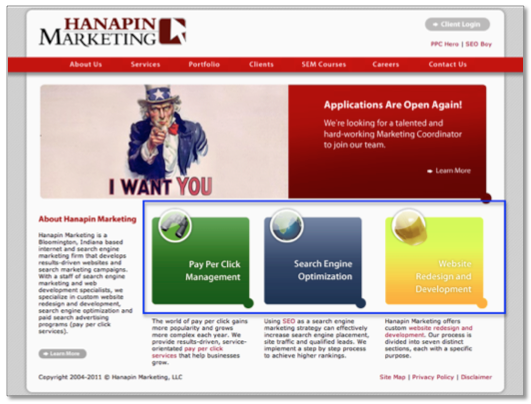 HANAPIN
MARKETING
Client Login
PPC Hero | SEO Boy
About Us Services Portfolio Clients SEM Courses Careers Contact Us
Applications Are Open Again!
We're looking for a talented and
hard-working Marketing Coordinator
to join our team.
Learn More
I WANT YOU
About Hanapin Marketing
Hanapin Marketing is a
Bloomington, Indiana based
internet and search engine
marketing firm that develops
results-driven websites and
search marketing campaigns.
With a staff of search engine
marketing and web
development specialists, we
specialize in custom website
redesign and development,
search engine optimization and
paid search advertising
programs (pay per click
services).
Learn More
Pay Per Click
Management
The world of pay per click gains
more popularity and grows
more complex each year. We
provide results-driven, service-
orientated pay per click
services that help businesses
grow.
Search Engine
Optimization
Using SEO as a search engine
marketing strategy can effectively
increase search engine placement,
site traffic and qualified leads. We
implement a step by step process
to achieve higher rankings.
Website
Redesign and
Development
Hanapin Marketing offers
custom website redesign and
development. Our process is
divided into seven distinct
sections, each with a specific
purpose.
Copyright 2004-2011 © Hanapin Marketing, LLC
Site Map | Privacy Policy | Disclaimer